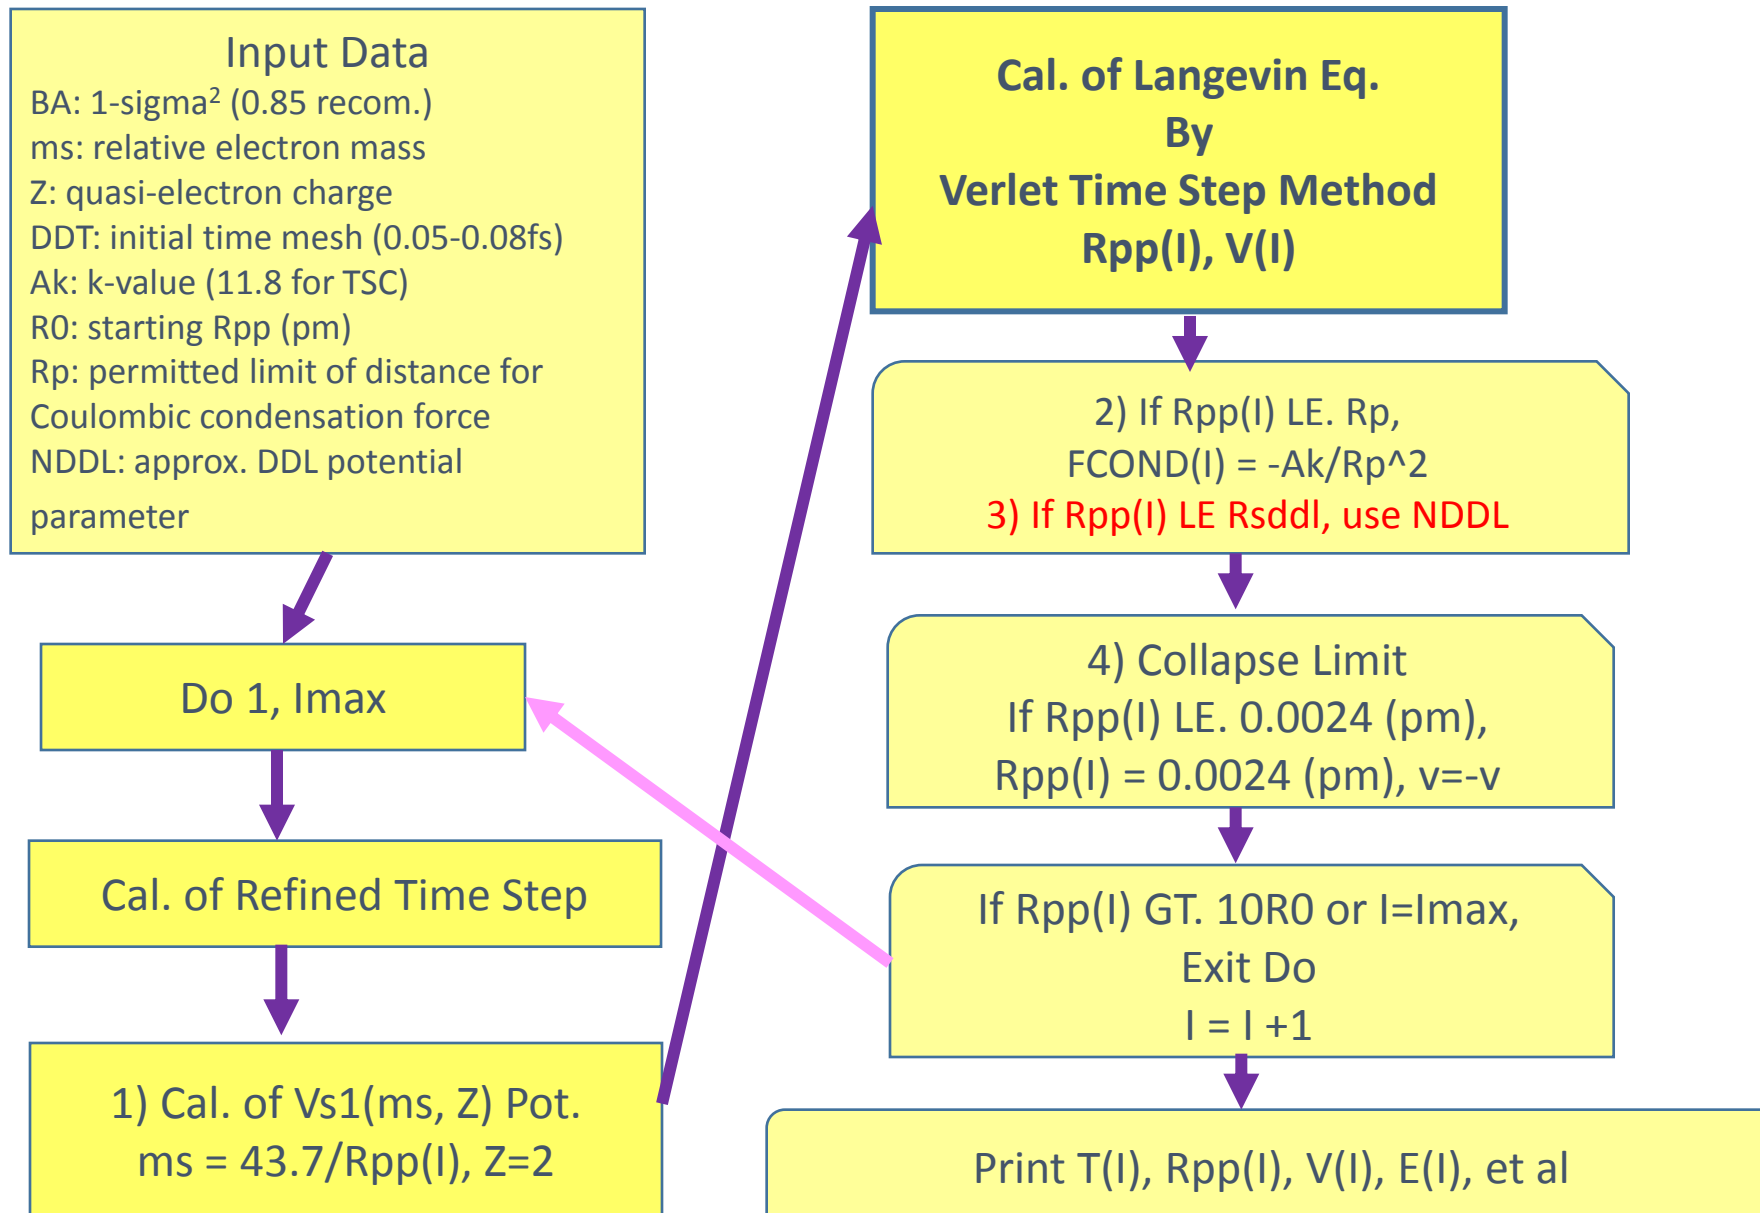 Input Data
BA: 1-sigma² (0.85 recom.)
ms: relative electron mass
Z: quasi-electron charge
DDT: initial time mesh (0.05-0.08fs)
Ak: k-value (11.8 for TSC)
R0: starting Rpp (pm)
Rp: permitted limit of distance for
Coulombic condensation force
NDDL: approx. DDL potential
parameter
Do 1, Imax
Cal. of Refined Time Step
1) Cal. of Vs1(ms, Z) Pot.
ms = 43.7/Rpp(I), Z=2
Cal. of Langevin Eq.
By
Verlet Time Step Method
Rpp(I), V(I)
2) If Rpp(I) LE. Rp,
FCOND(I) = -Ak/Rp^2
3) If Rpp(I) LE Rsddl, use NDDL
4) Collapse Limit
If Rpp(I) LE. 0.0024 (pm),
Rpp(I) = 0.0024 (pm), v=-v
If Rpp(I) GT. 10R0 or I=Imax,
Exit Do
I = I +1
Print T(I), Rpp(I), V(I), E(I), et al